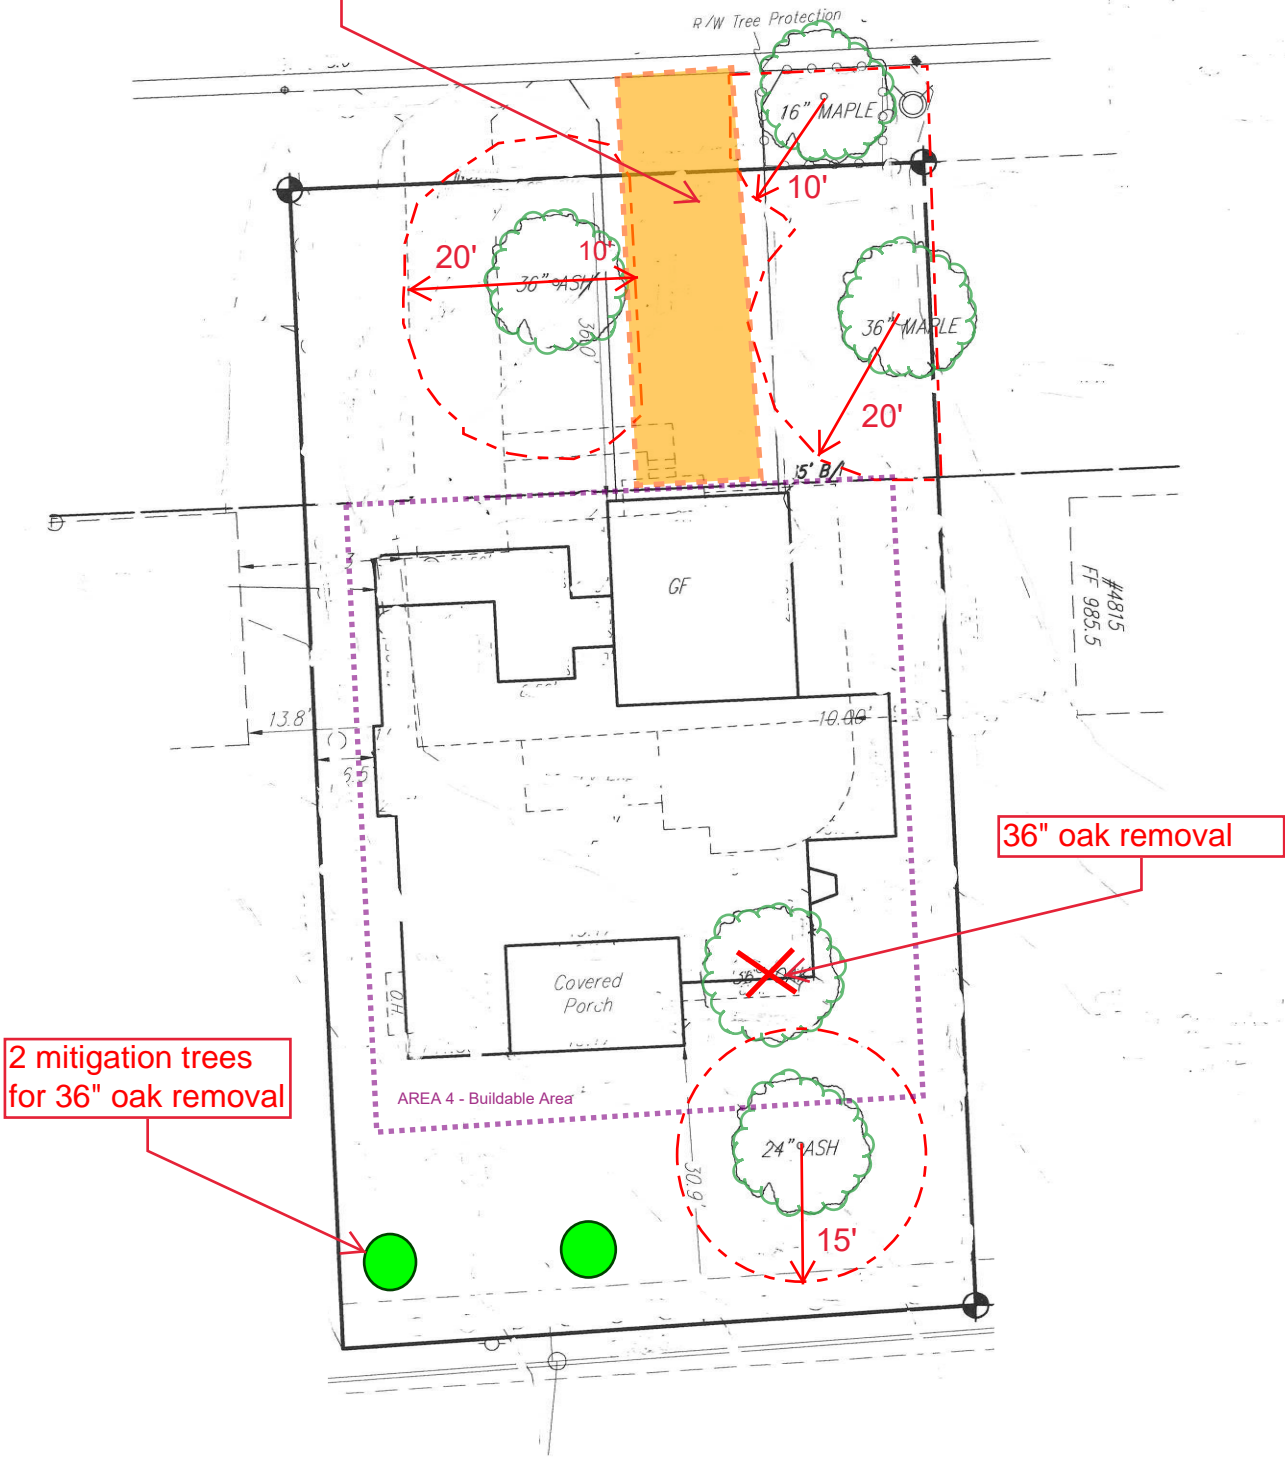 R/W Tree Protection
16" MAPLE
10'
20'
10'
36" ASH
36" MAPLE
20'
5' B/
GF
#4815
FF 985.5
13.8'
10.00'
36" oak removal
Covered
Porch
O.H.
2 mitigation trees
for 36" oak removal
AREA 4 - Buildable Area
24" ASH
30.9'
15'